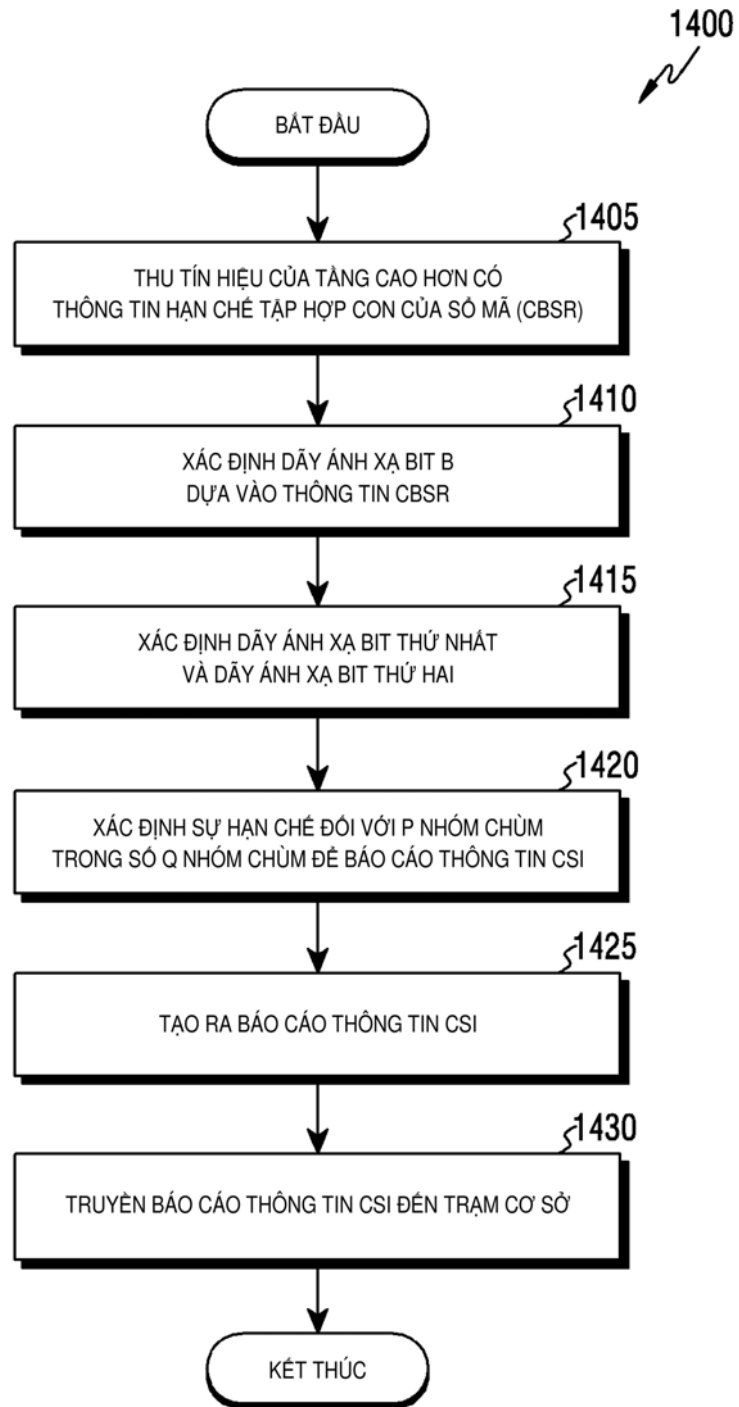 1400
BẮT ĐẦU
1405
THU TÍN HIỆU CỦA TẦNG CAO HƠN CÓ
THÔNG TIN HẠN CHẾ TẬP HỢP CON CỦA SỔ MÃ (CBSR)
1410
XÁC ĐỊNH DÃY ÁNH XẠ BIT B
DỰA VÀO THÔNG TIN CBSR
1415
XÁC ĐỊNH DÃY ÁNH XẠ BIT THỨ NHẤT
VÀ DÃY ÁNH XẠ BIT THỨ HAI
1420
XÁC ĐỊNH SỰ HẠN CHẾ ĐỐI VỚI P NHÓM CHÙM
TRONG SỐ Q NHÓM CHÙM ĐỂ BÁO CÁO THÔNG TIN CSI
1425
TẠO RA BÁO CÁO THÔNG TIN CSI
1430
TRUYỀN BÁO CÁO THÔNG TIN CSI ĐẾN TRẠM CƠ SỞ
KẾT THÚC